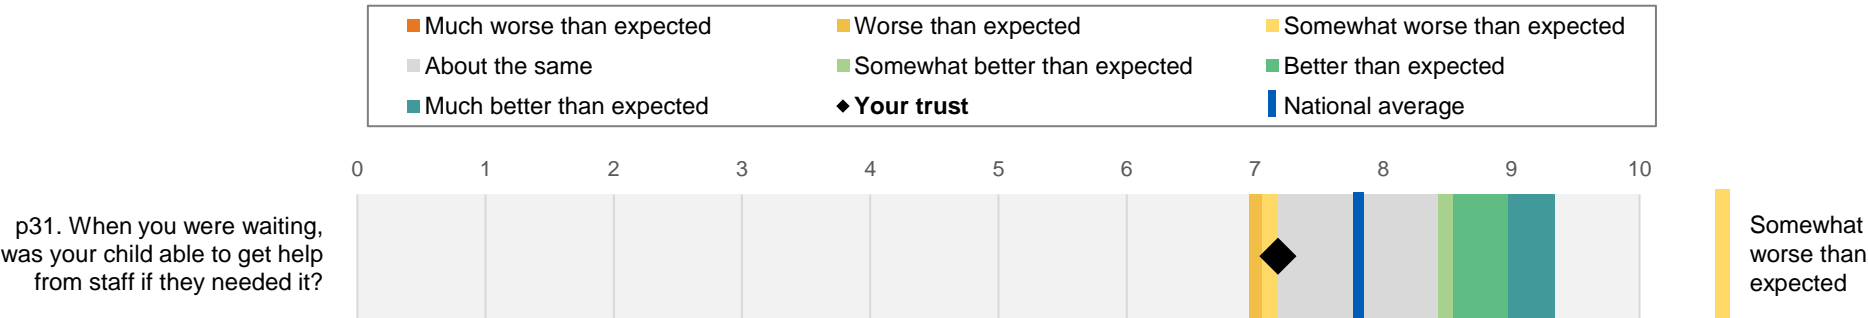 Much worse than expected
Worse than expected
Somewhat worse than expected
About the same
Somewhat better than expected
Better than expected
Much better than expected
Your trust
National average
0 1 2 3 4 5 6 7 8 9 10
p31. When you were waiting,
was your child able to get help
from staff if they needed it?
Somewhat
worse than
expected